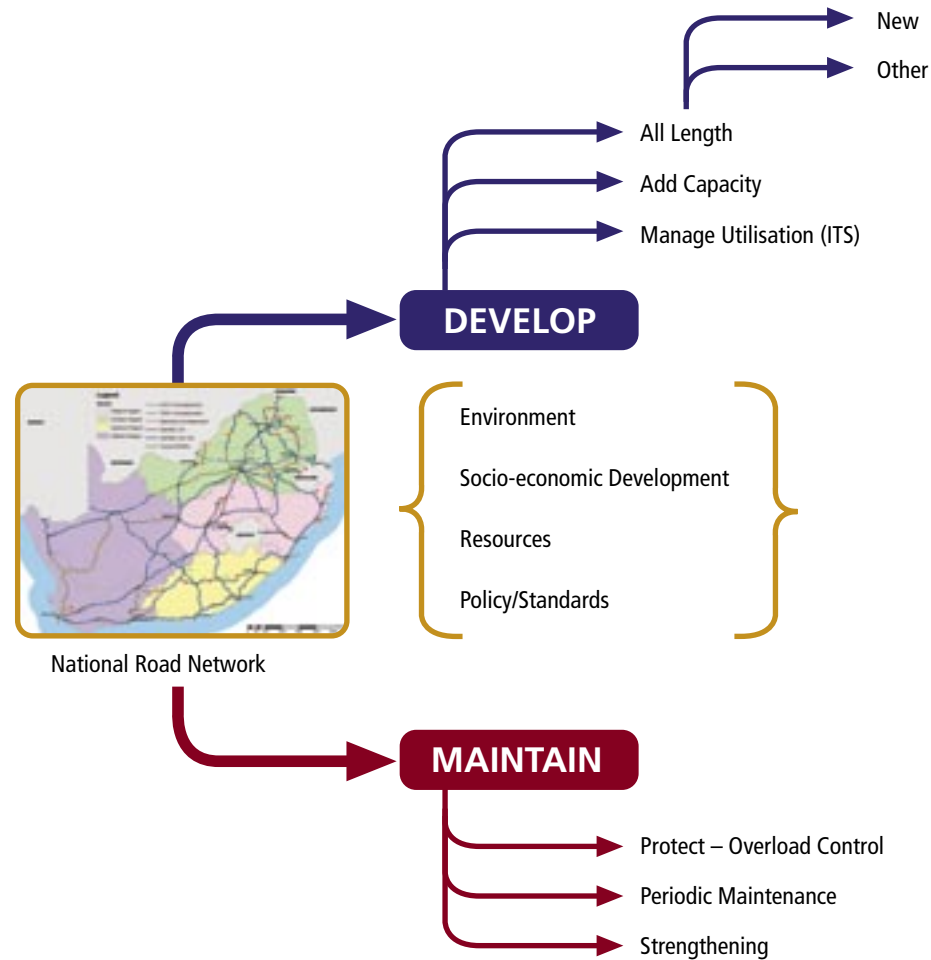 New
Other
All Length
Add Capacity
Manage Utilisation (ITS)
DEVELOP
Environment
Socio-economic Development
Resources
Policy/Standards
National Road Network
MAINTAIN
Protect – Overload Control
Periodic Maintenance
Strengthening